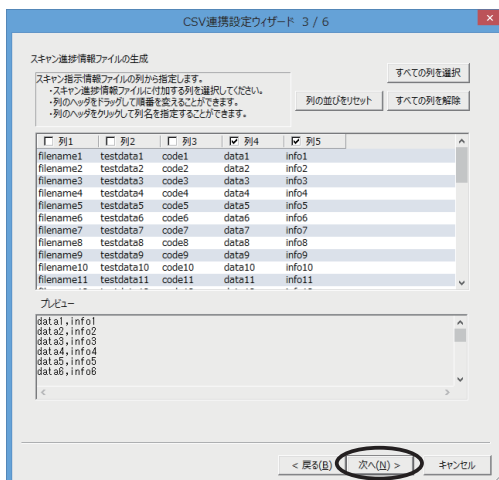 CSV連携設定ウィザード 3 / 6
スキャン進捗情報ファイルの生成
スキャン指示情報ファイルの列から指定します。
・スキャン進捗情報ファイルに付加する列を選択してください。
・列のヘッダをドラッグして順番を変えることができます。
・列のヘッダをクリックして列名を指定することができます。
すべての列を選択
列の並びをリセット すべての列を解除
列1 列2 列3 列4 列5
filename1 testdata1 code1 data1 info1
filename2 testdata2 code2 data2 info2
filename3 testdata3 code3 data3 info3
filename4 testdata4 code4 data4 info4
filename5 testdata5 code5 data5 info5
filename6 testdata6 code6 data6 info6
filename7 testdata7 code7 data7 info7
filename8 testdata8 code8 data8 info8
filename9 testdata9 code9 data9 info9
filename10 testdata10 code10 data10 info10
filename11 testdata11 code11 data11 info11
プレビュー
data1,info1
data2,info2
data3,info3
data4,info4
data5,info5
data6,info6
< 戻る(B) 次へ(N) > キャンセル